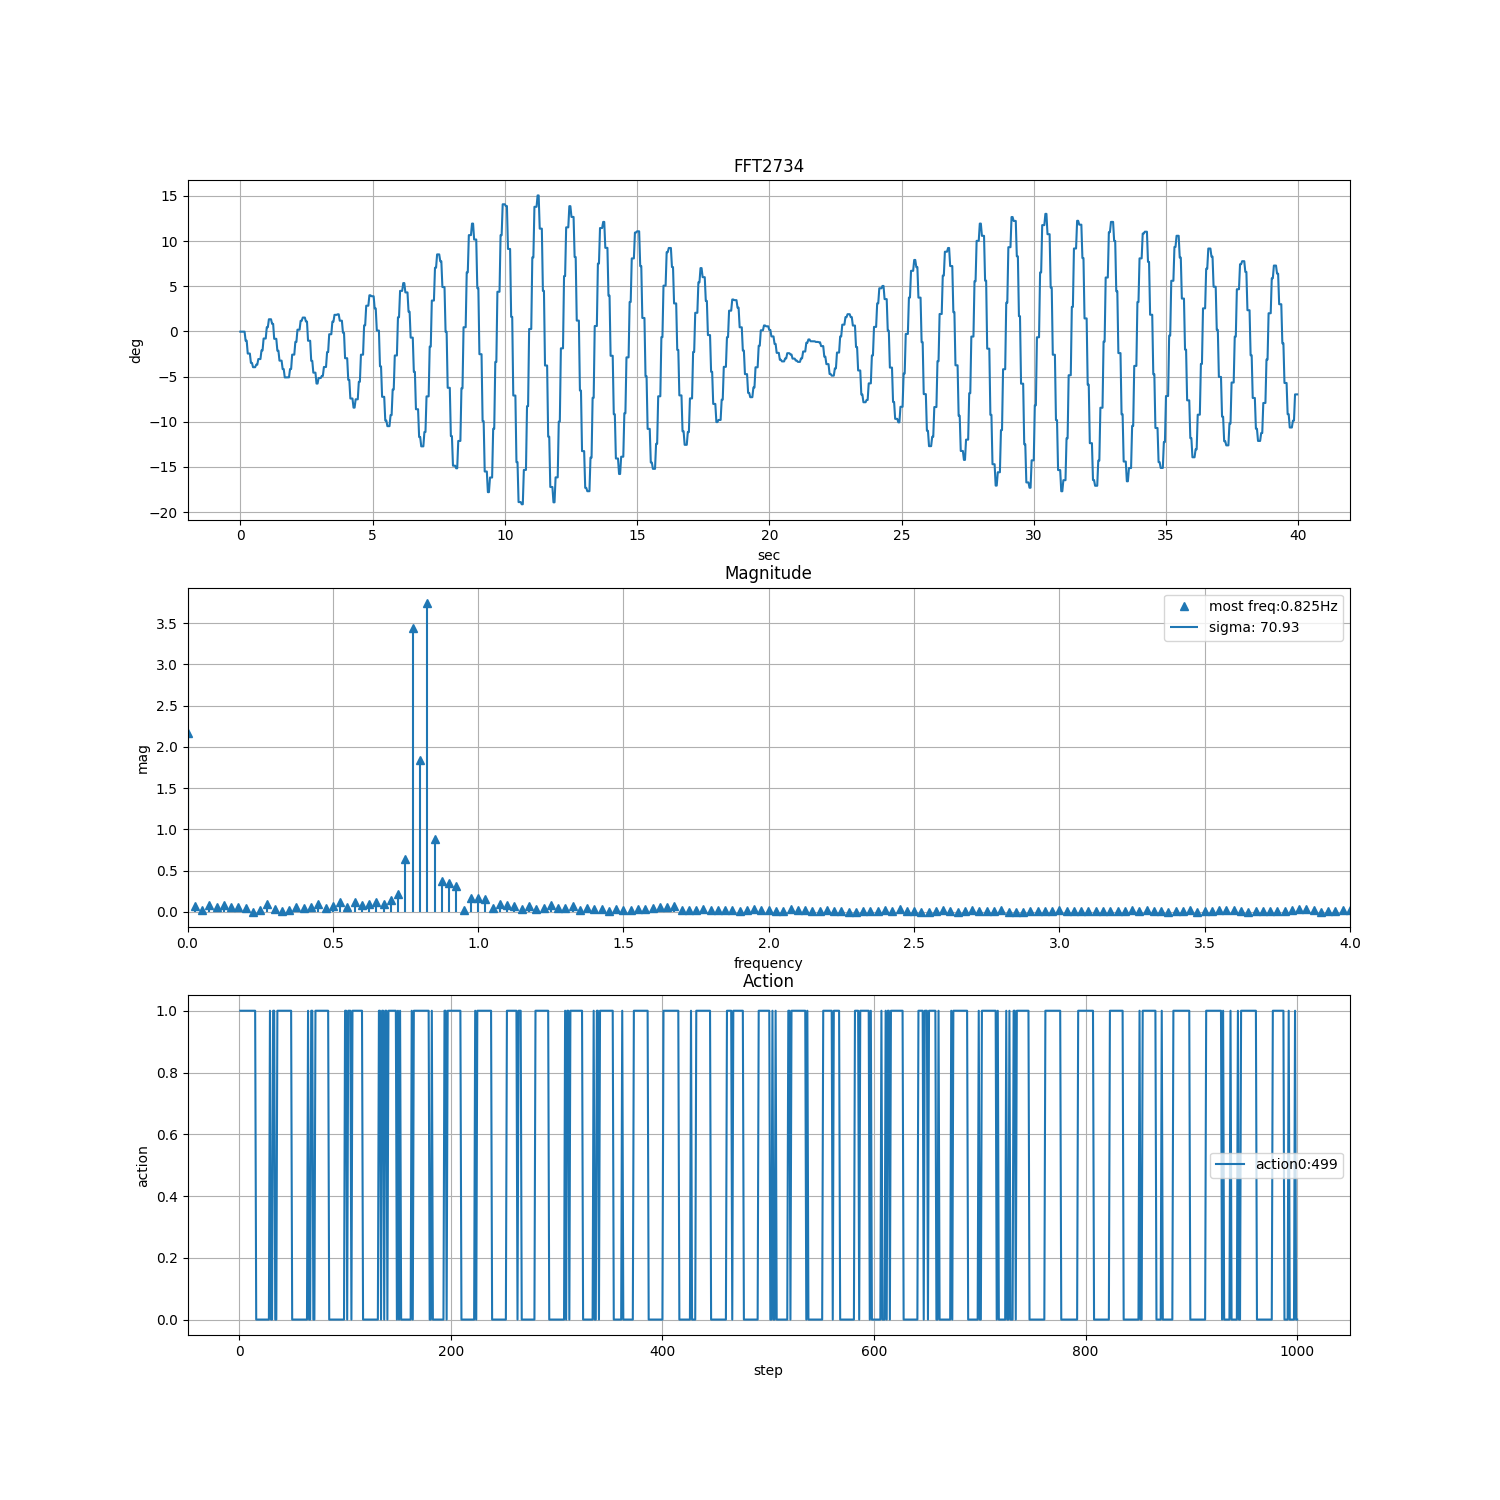 FFT2734
15
10
5
0
−5
−10
−15
−20
deg
0 5 10 15 20 25 30 35 40
sec
Magnitude
most freq:0.825Hz
sigma: 70.93
3.5
3.0
2.5
2.0
1.5
1.0
0.5
0.0
mag
0.0 0.5 1.0 1.5 2.0 2.5 3.0 3.5 4.0
frequency
Action
1.0
0.8
0.6
0.4
0.2
0.0
action
action0:499
0 200 400 600 800 1000
step